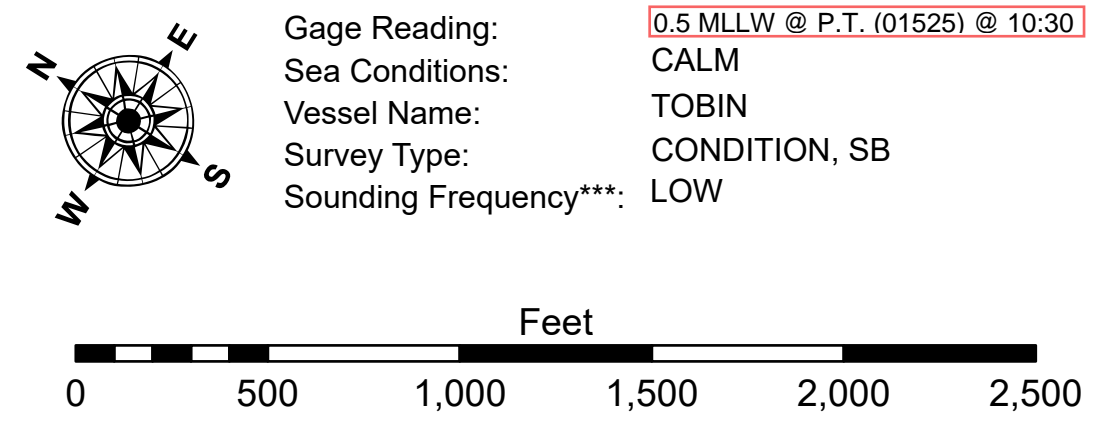 N
E
S
W
Gage Reading: 0.5 MLLW @ P.T. (01525) @ 10:30
Sea Conditions: CALM
Vessel Name: TOBIN
Survey Type: CONDITION, SB
Sounding Frequency***: LOW
Feet
0 500 1,000 1,500 2,000 2,500